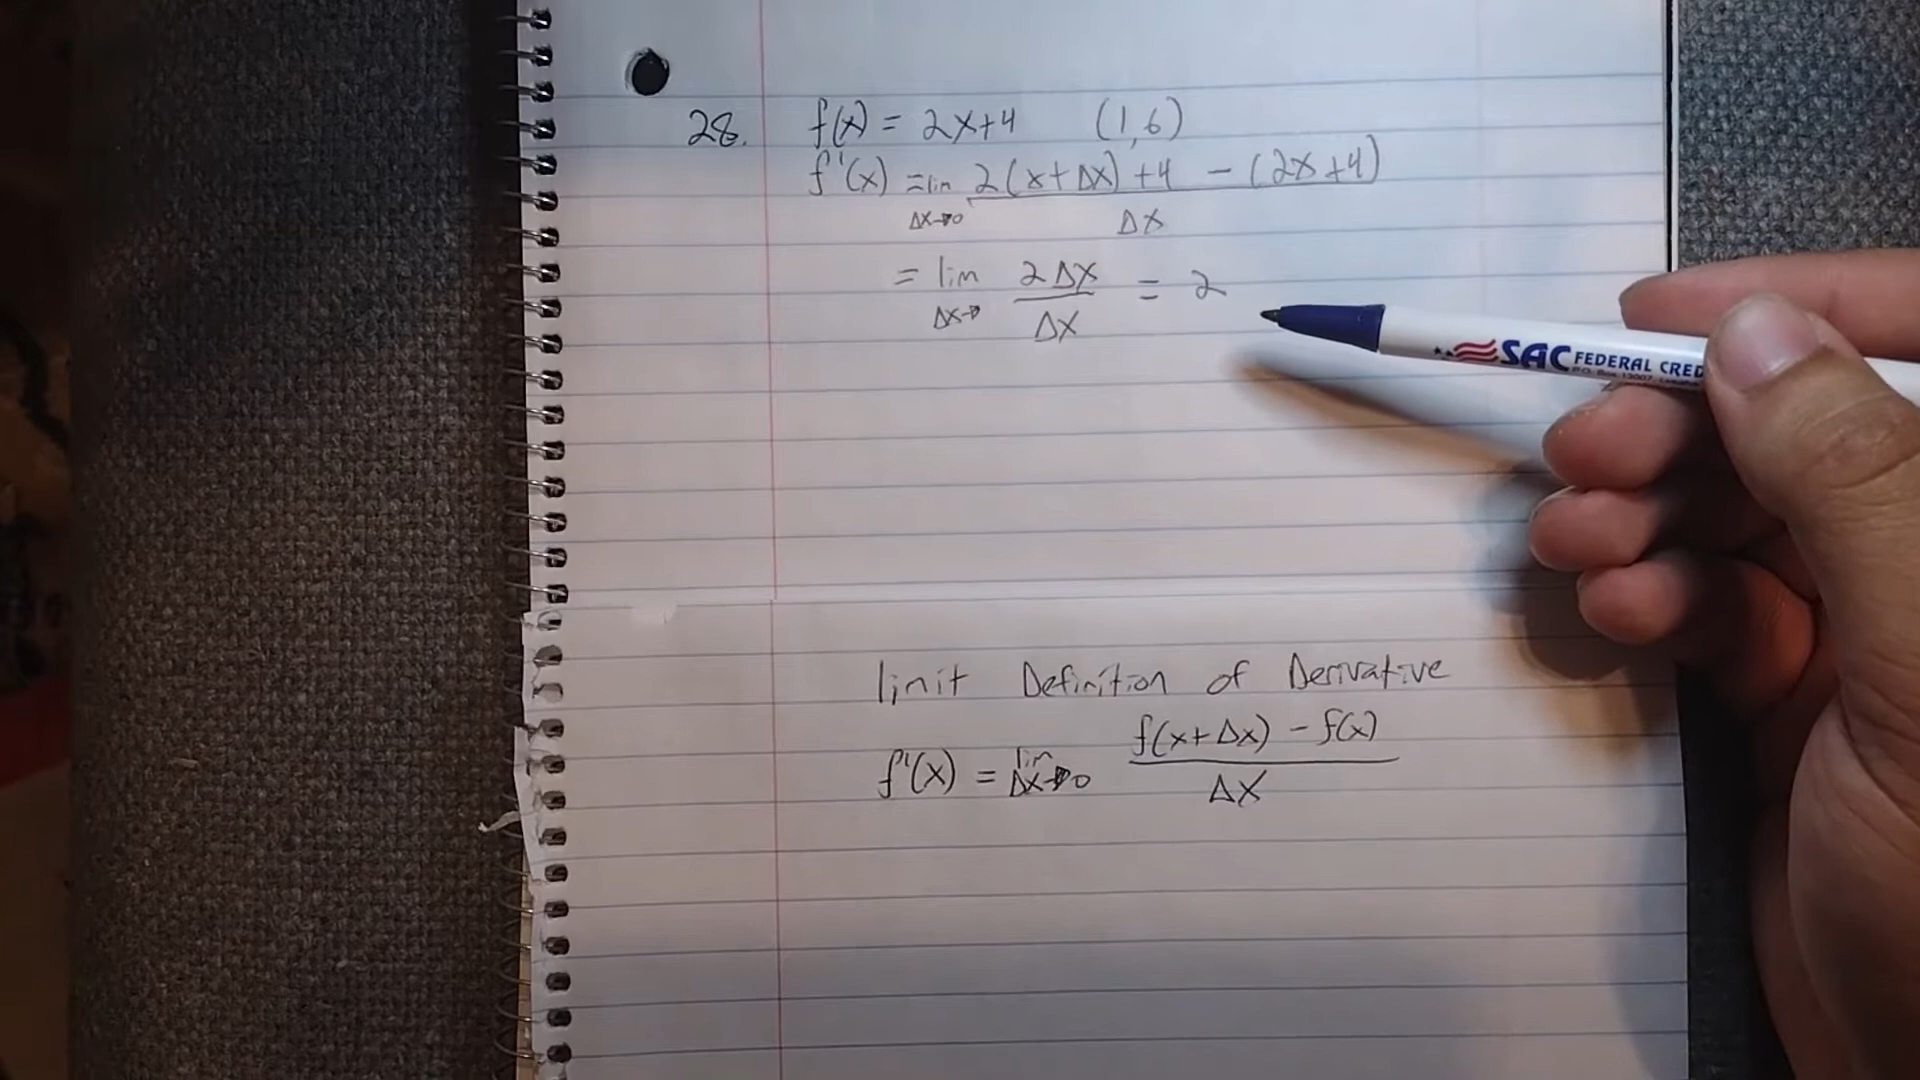 28. f(x) = 2x+4 (1,6)
f'(x) = lim 2(x+Δx)+4 - (2x+4)
Δx→0 Δx
= lim 2Δx = 2
Δx→ Δx
SAC FEDERAL CRED
limit Definition of Derivative
f'(x) = lim f(x+Δx) - f(x)
Δx→0 Δx